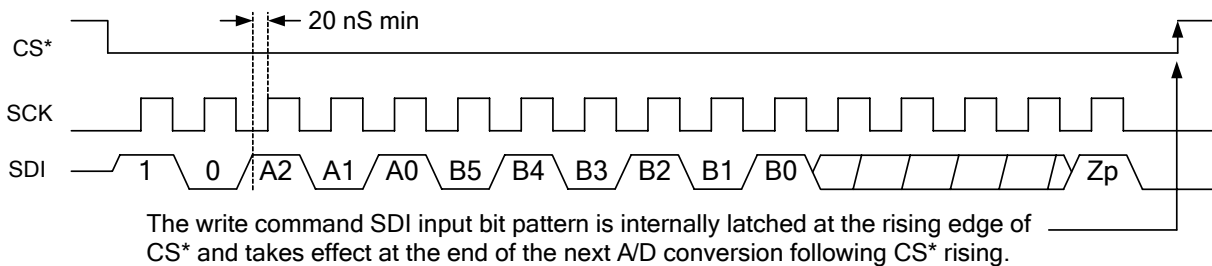 20 nS min
CS*
SCK
SDI 1 0 A2 A1 A0 B5 B4 B3 B2 B1 B0 Zp
The write command SDI input bit pattern is internally latched at the rising edge of
CS* and takes effect at the end of the next A/D conversion following CS* rising.